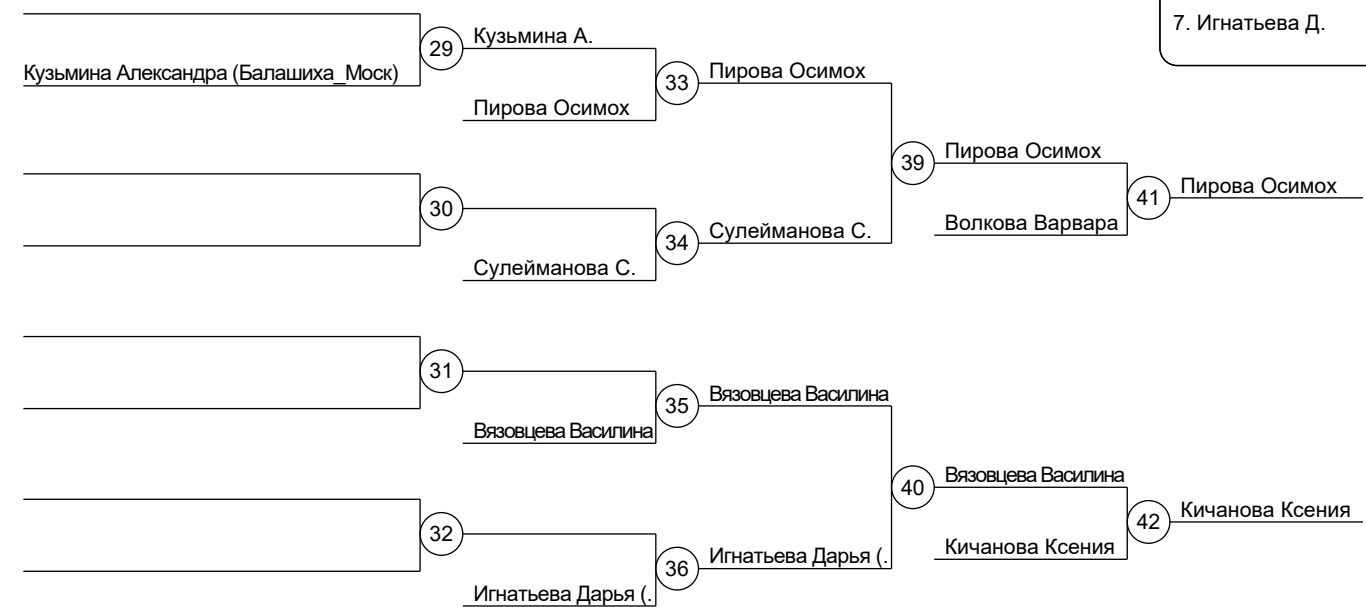 7. Игнатьева Д.
29
Кузьмина А.
Кузьмина Александра (Балашиха_Моск)
33
Пирова Осимох
Пирова Осимох
39
Пирова Осимох
41
Пирова Осимох
30
Волкова Варвара
34
Сулейманова С.
Сулейманова С.
31
35
Вязовцева Василина
Вязовцева Василина
40
Вязовцева Василина
42
Кичанова Ксения
32
Кичанова Ксения
36
Игнатьева Дарья (.
Игнатьева Дарья (.